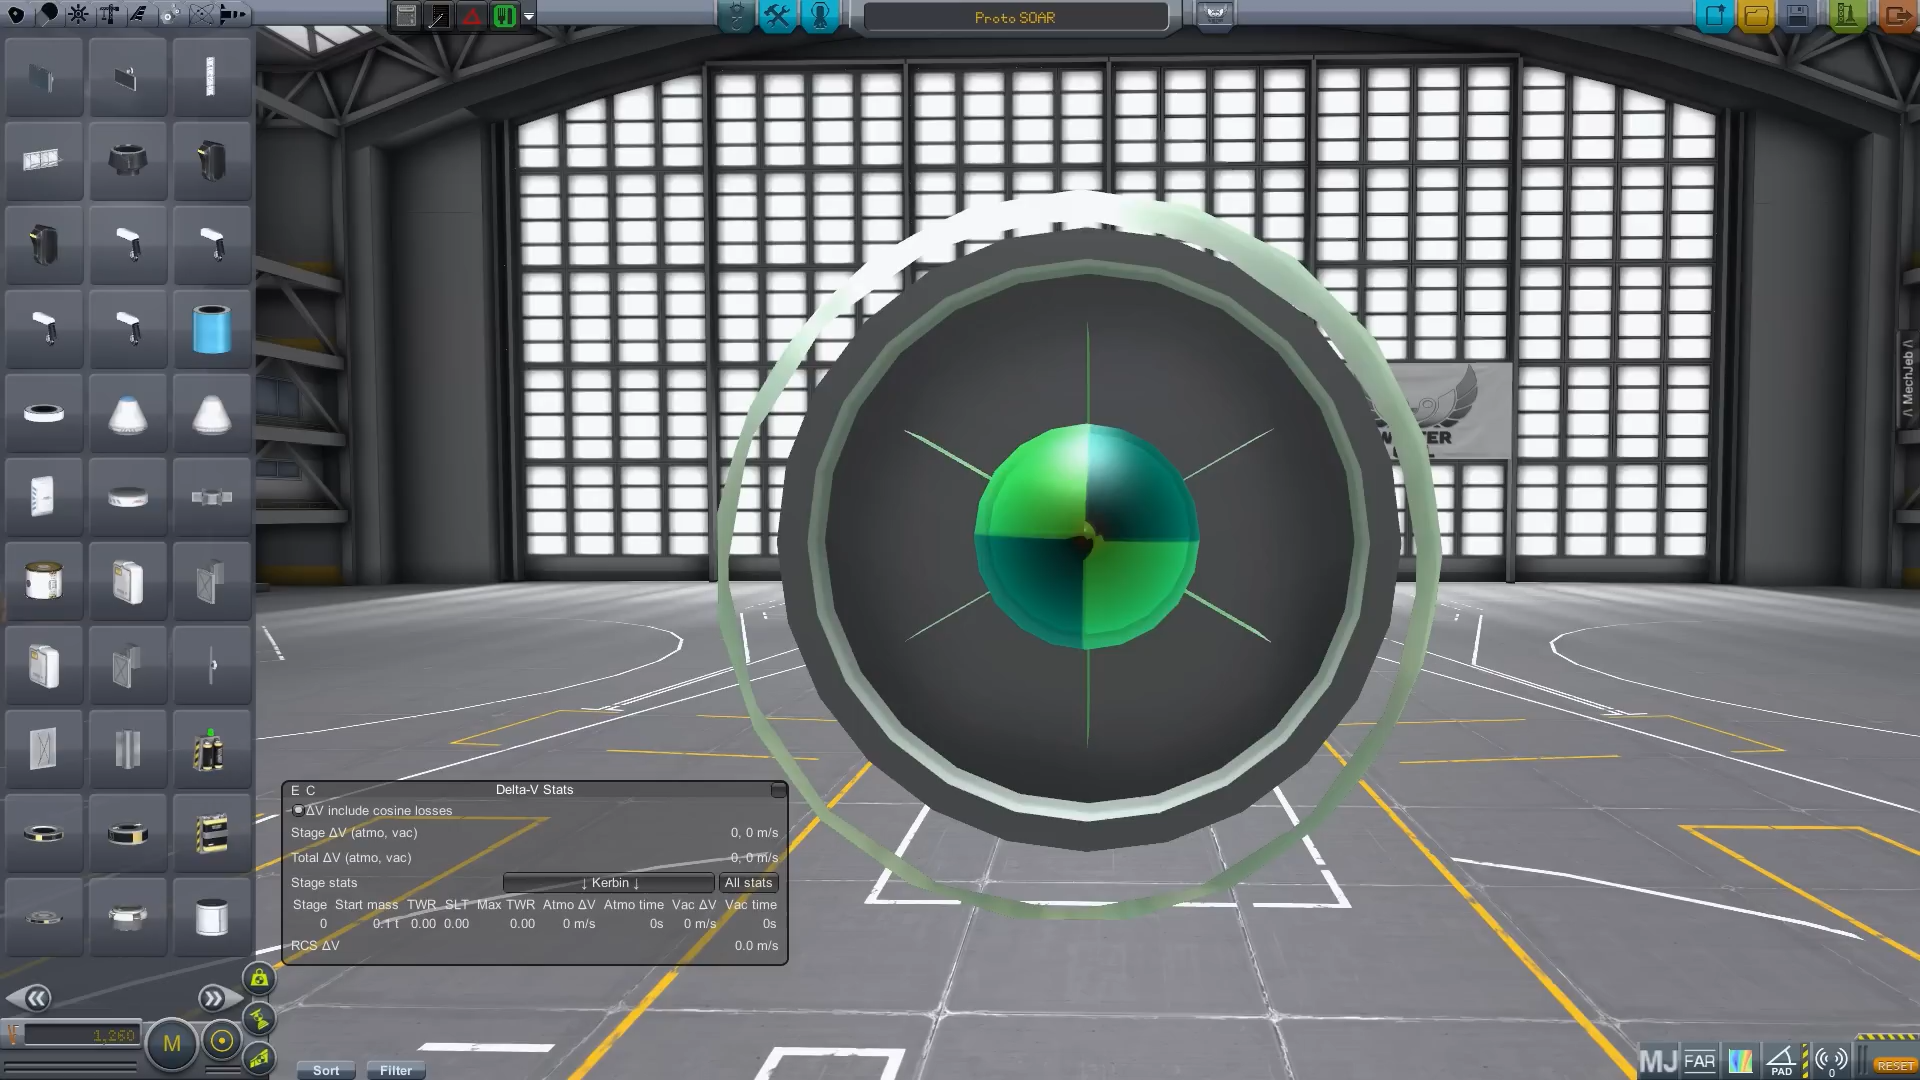 Proto SOAR
Λ MechJeb Λ
E C
Delta-V Stats
ΔV include cosine losses
Stage ΔV (atmo, vac) 0, 0 m/s
Total ΔV (atmo, vac) 0, 0 m/s
Stage stats ↓ Kerbin ↓ All stats
Stage Start mass TWR SLT Max TWR Atmo ΔV Atmo time Vac ΔV Vac time
0 0.1 t 0.00 0.00 0.00 0 m/s 0s 0 m/s 0s
RCS ΔV 0.0 m/s
1,260
M
Sort Filter
MJ FAR PAD 0 RESET